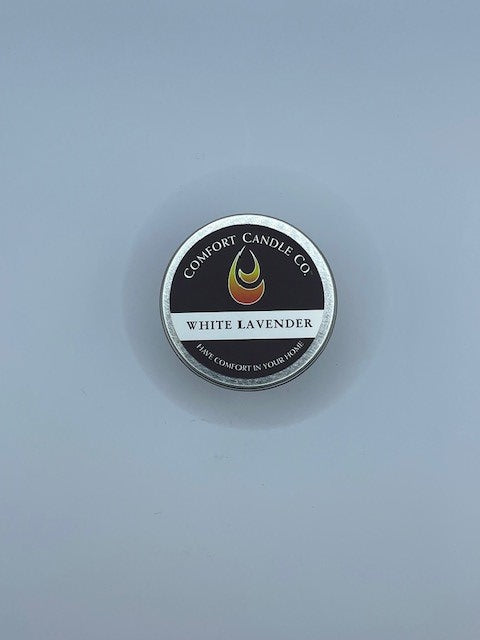 COMFORT CANDLE CO.
WHITE LAVENDER
HAVE COMFORT IN YOUR HOME